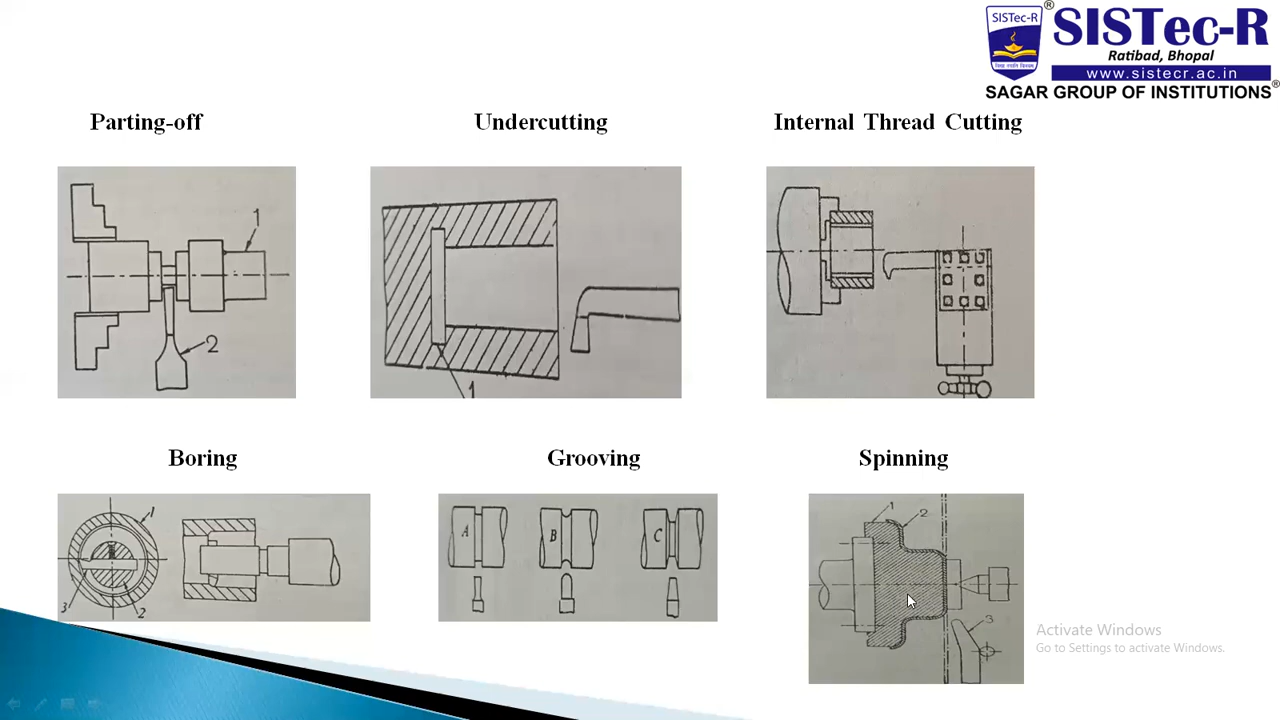 SISTec-R
SISTec-R®
Ratibad, Bhopal
www.sistecr.ac.in
SAGAR GROUP OF INSTITUTIONS®
Parting-off
Undercutting
Internal Thread Cutting
1
2
1
Boring
Grooving
Spinning
1
3
2
A
B
C
1
2
3
Activate Windows
Go to Settings to activate Windows.